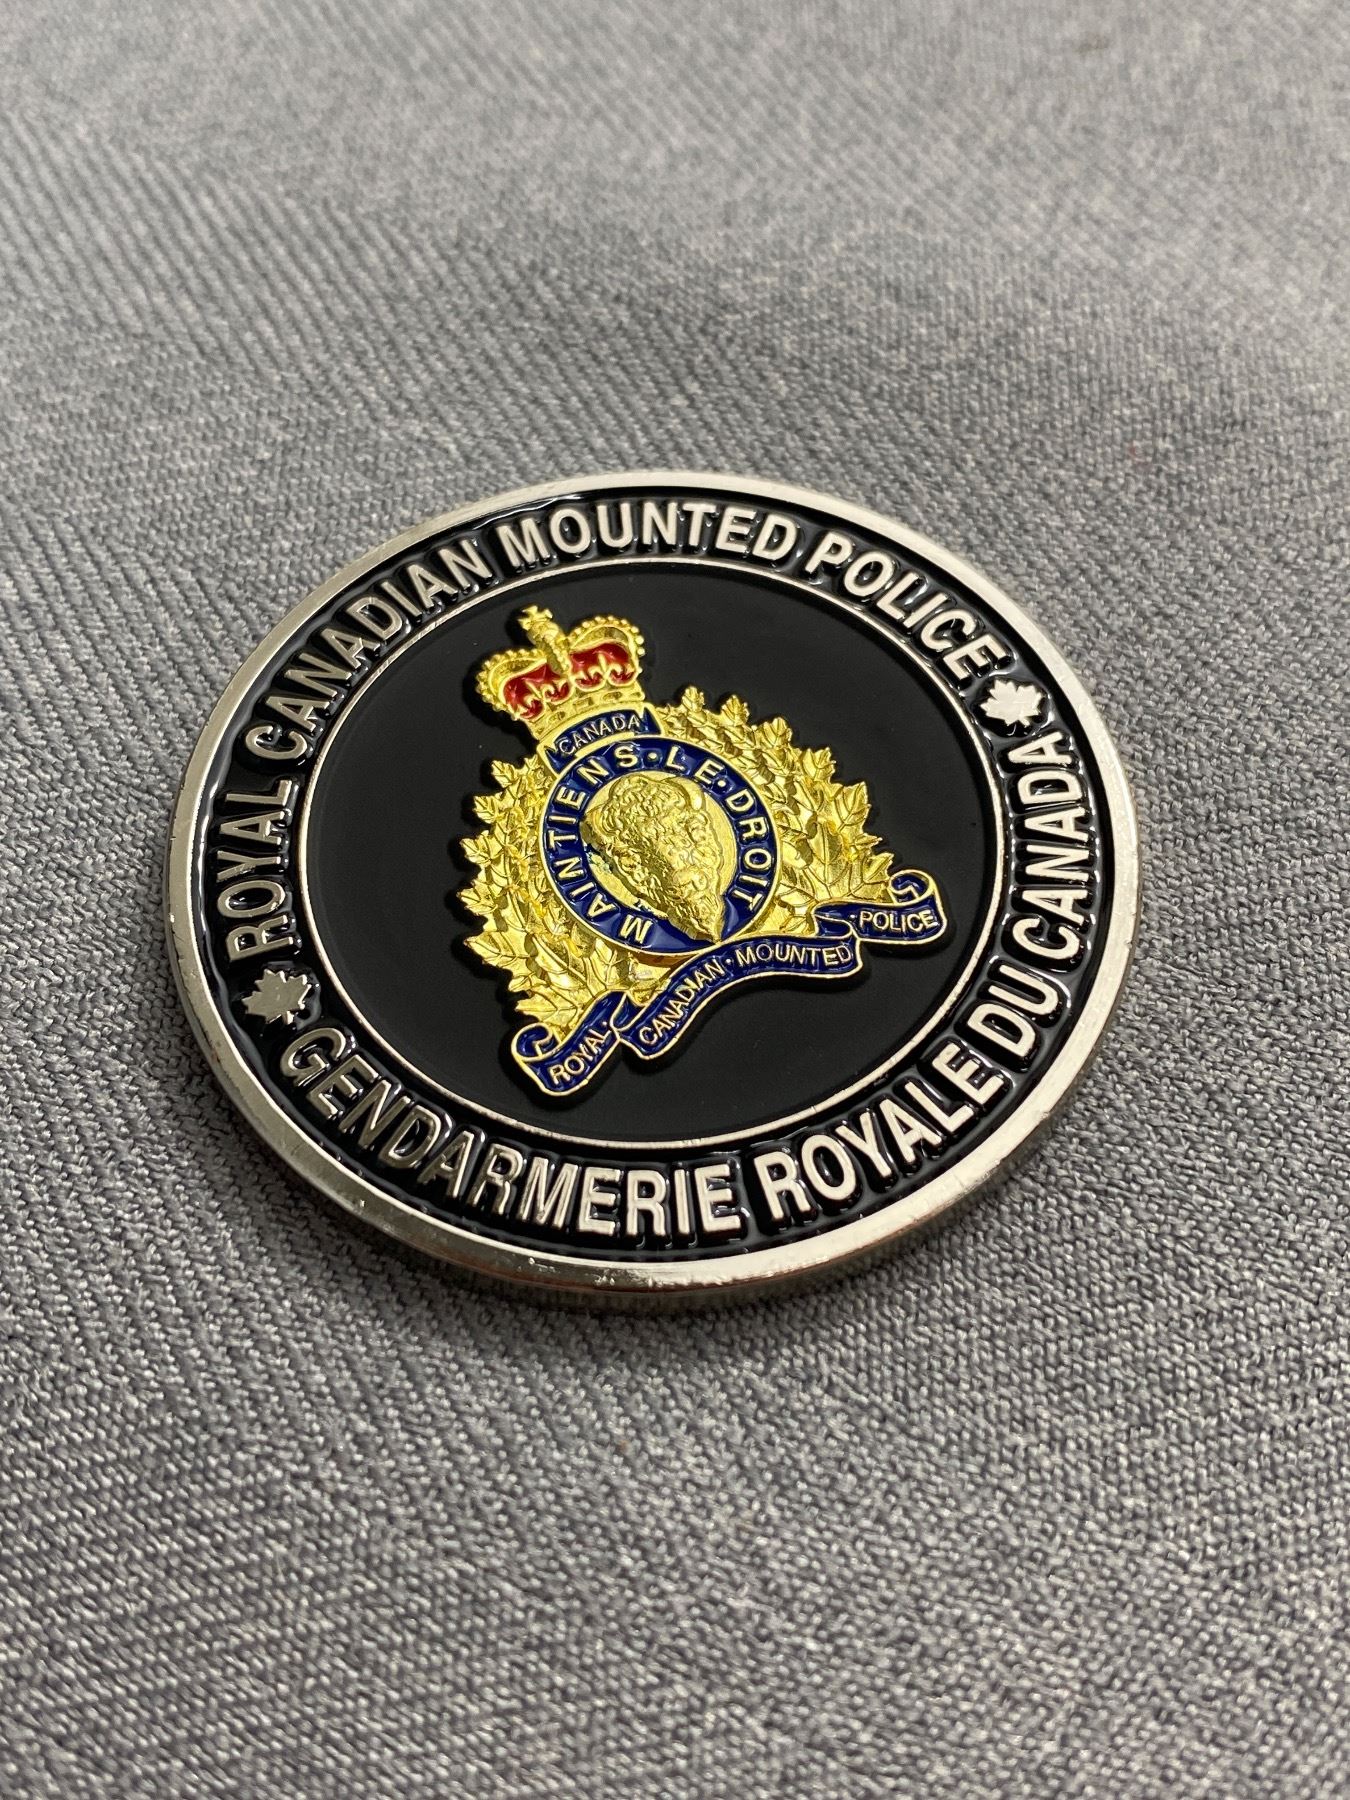 ROYAL CANADIAN MOUNTED POLICE
CANADA
MAINTIENS·LE·DROIT
ROYAL·CANADIAN·MOUNTED·POLICE
GENDARMERIE ROYALE DU CANADA